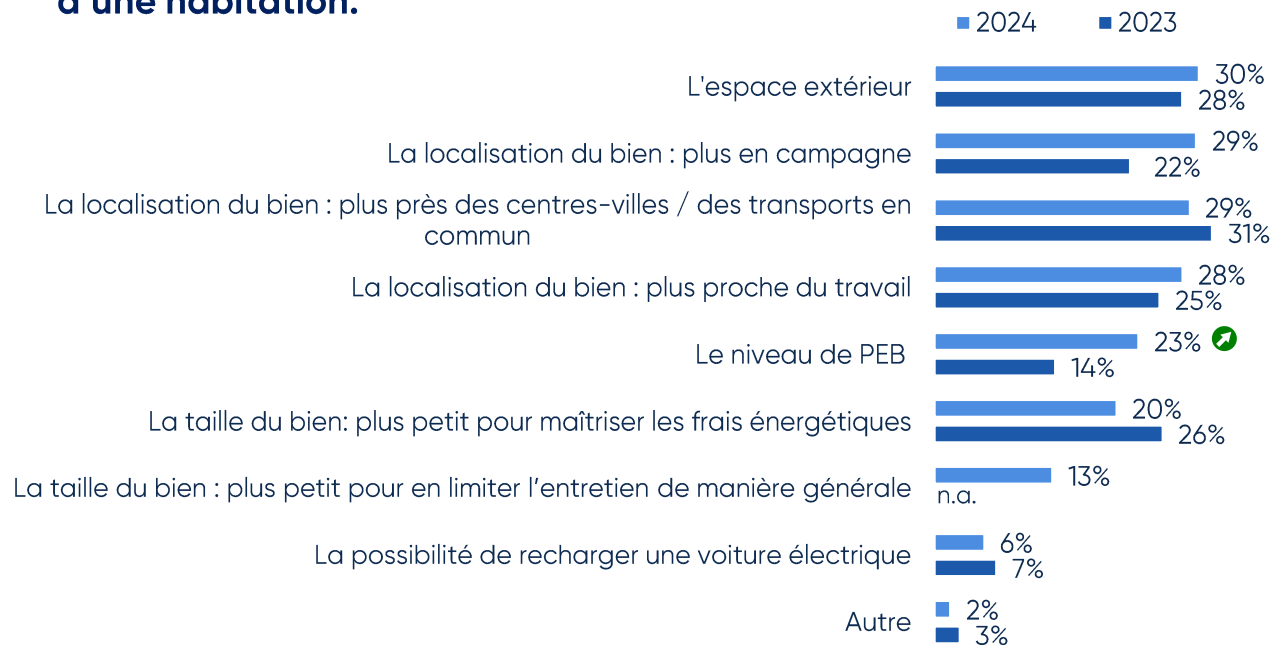 d'une habitation.
2024 2023
L'espace extérieur 30%
28%
La localisation du bien : plus en campagne 29%
22%
La localisation du bien : plus près des centres-villes / des transports en
commun
29%
31%
La localisation du bien : plus proche du travail 28%
25%
Le niveau de PEB 23%
14%
La taille du bien: plus petit pour maîtriser les frais énergétiques 20%
26%
La taille du bien : plus petit pour en limiter l'entretien de manière générale 13%
n.a.
La possibilité de recharger une voiture électrique 6%
7%
Autre 2%
3%